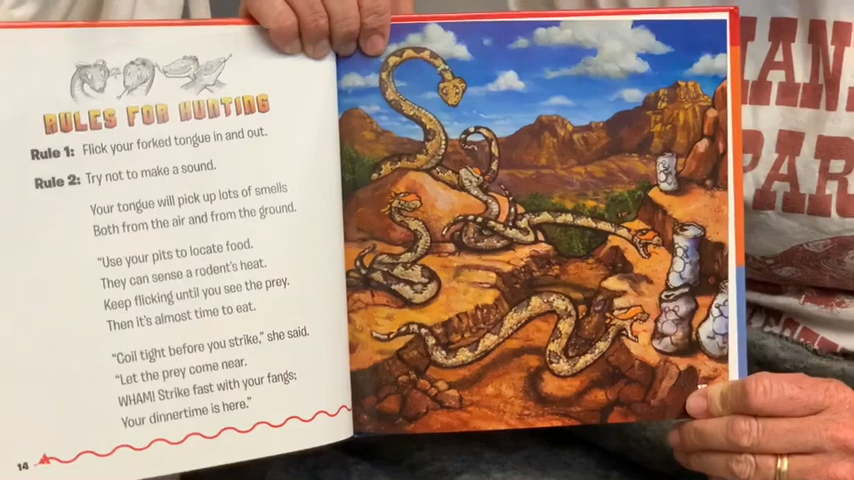 RULES FOR HUNTING
Rule 1: Flick your forked tongue in and out.
Rule 2: Try not to make a sound.
Your tongue will pick up lots of smells
Both from the air and from the ground.
"Use your pits to locate food.
They can sense a rodent's heat.
Keep flicking until you see the prey.
Then it's almost time to eat.
"Coil tight before you strike," she said.
"Let the prey come near.
WHAM! Strike fast with your fangs;
Your dinnertime is here."
14